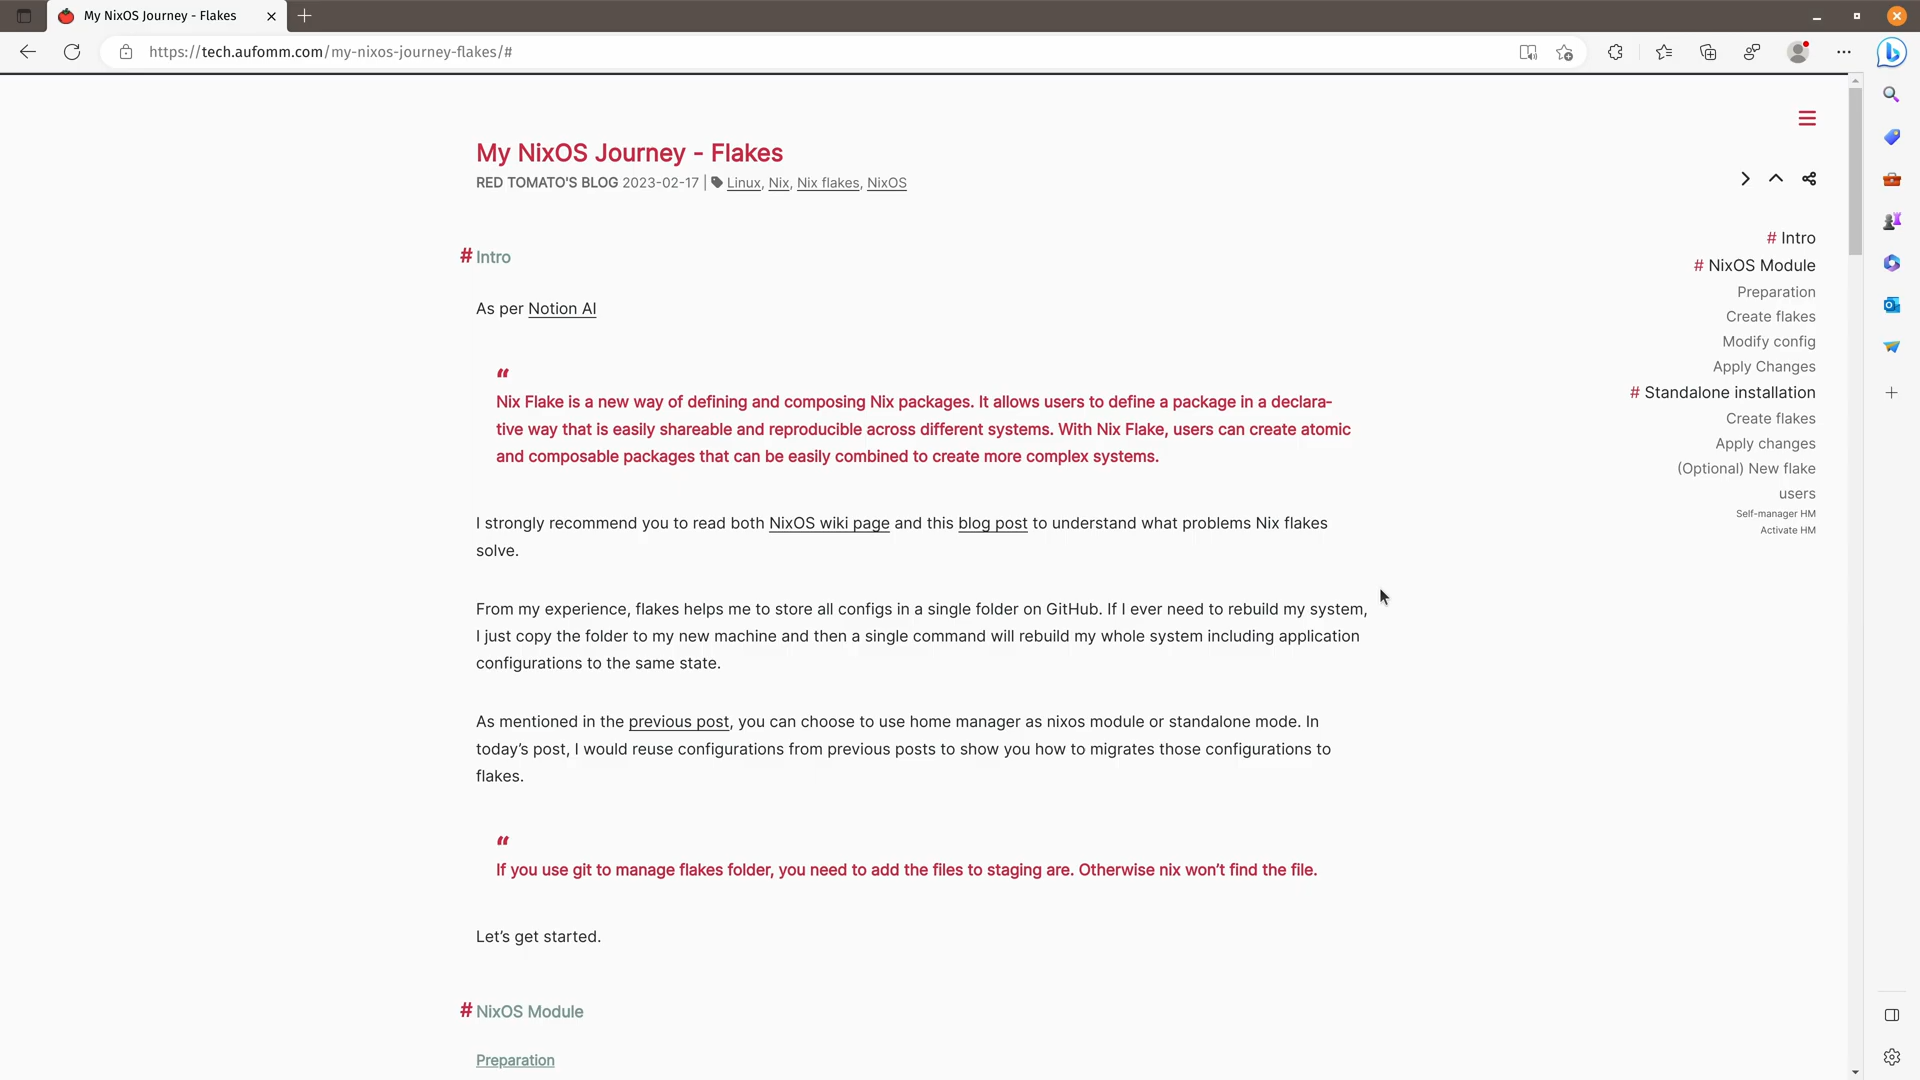 My NixOS Journey - Flakes
https://tech.aufomm.com/my-nixos-journey-flakes/#
My NixOS Journey - Flakes
RED TOMATO'S BLOG 2023-02-17 | Linux, Nix, Nix flakes, NixOS
# Intro
As per Notion AI
“
Nix Flake is a new way of defining and composing Nix packages. It allows users to define a package in a declara-
tive way that is easily shareable and reproducible across different systems. With Nix Flake, users can create atomic
and composable packages that can be easily combined to create more complex systems.
I strongly recommend you to read both NixOS wiki page and this blog post to understand what problems Nix flakes
solve.
From my experience, flakes helps me to store all configs in a single folder on GitHub. If I ever need to rebuild my system,
I just copy the folder to my new machine and then a single command will rebuild my whole system including application
configurations to the same state.
As mentioned in the previous post, you can choose to use home manager as nixos module or standalone mode. In
today’s post, I would reuse configurations from previous posts to show you how to migrates those configurations to
flakes.
“
If you use git to manage flakes folder, you need to add the files to staging are. Otherwise nix won’t find the file.
Let’s get started.
# NixOS Module
Preparation
# Intro
# NixOS Module
Preparation
Create flakes
Modify config
Apply Changes
# Standalone installation
Create flakes
Apply changes
(Optional) New flake
users
Self-manager HM
Activate HM